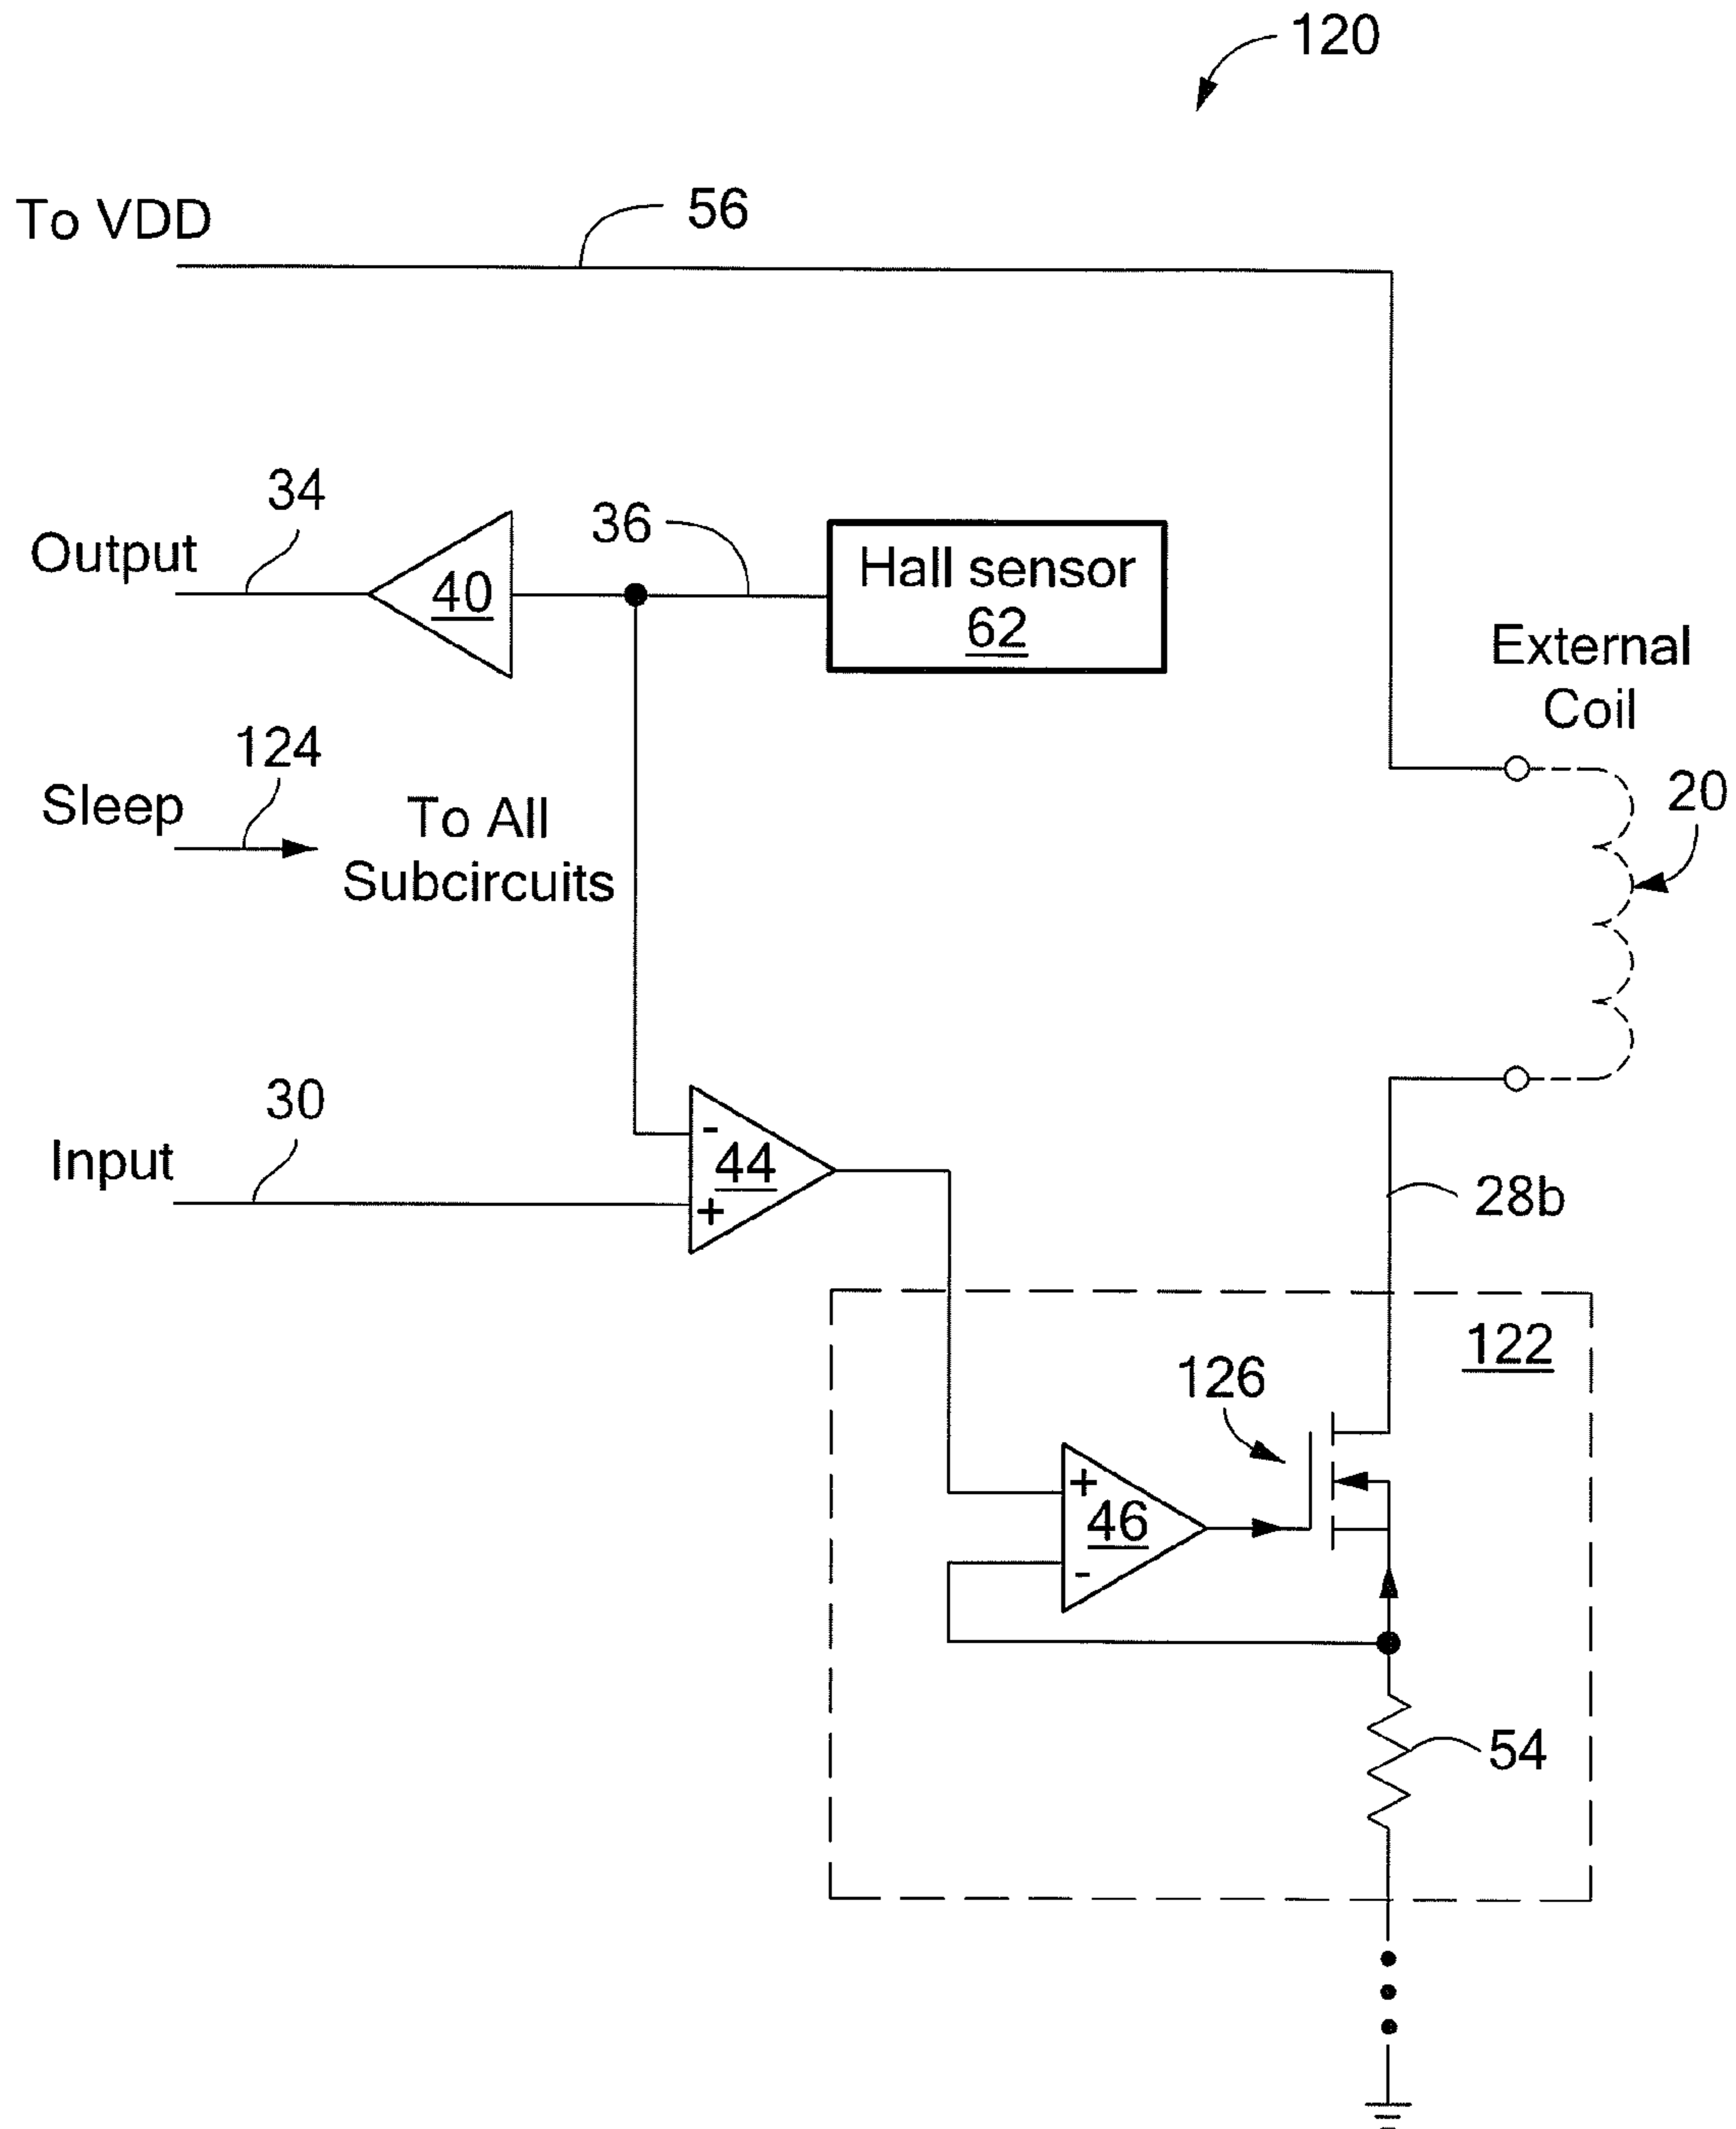 120
To VDD
56
34
Output
40
36
Hall sensor
62
External
Coil
20
124
Sleep
To All
Subcircuits
30
Input
-
44
+
28b
122
126
+
46
-
54